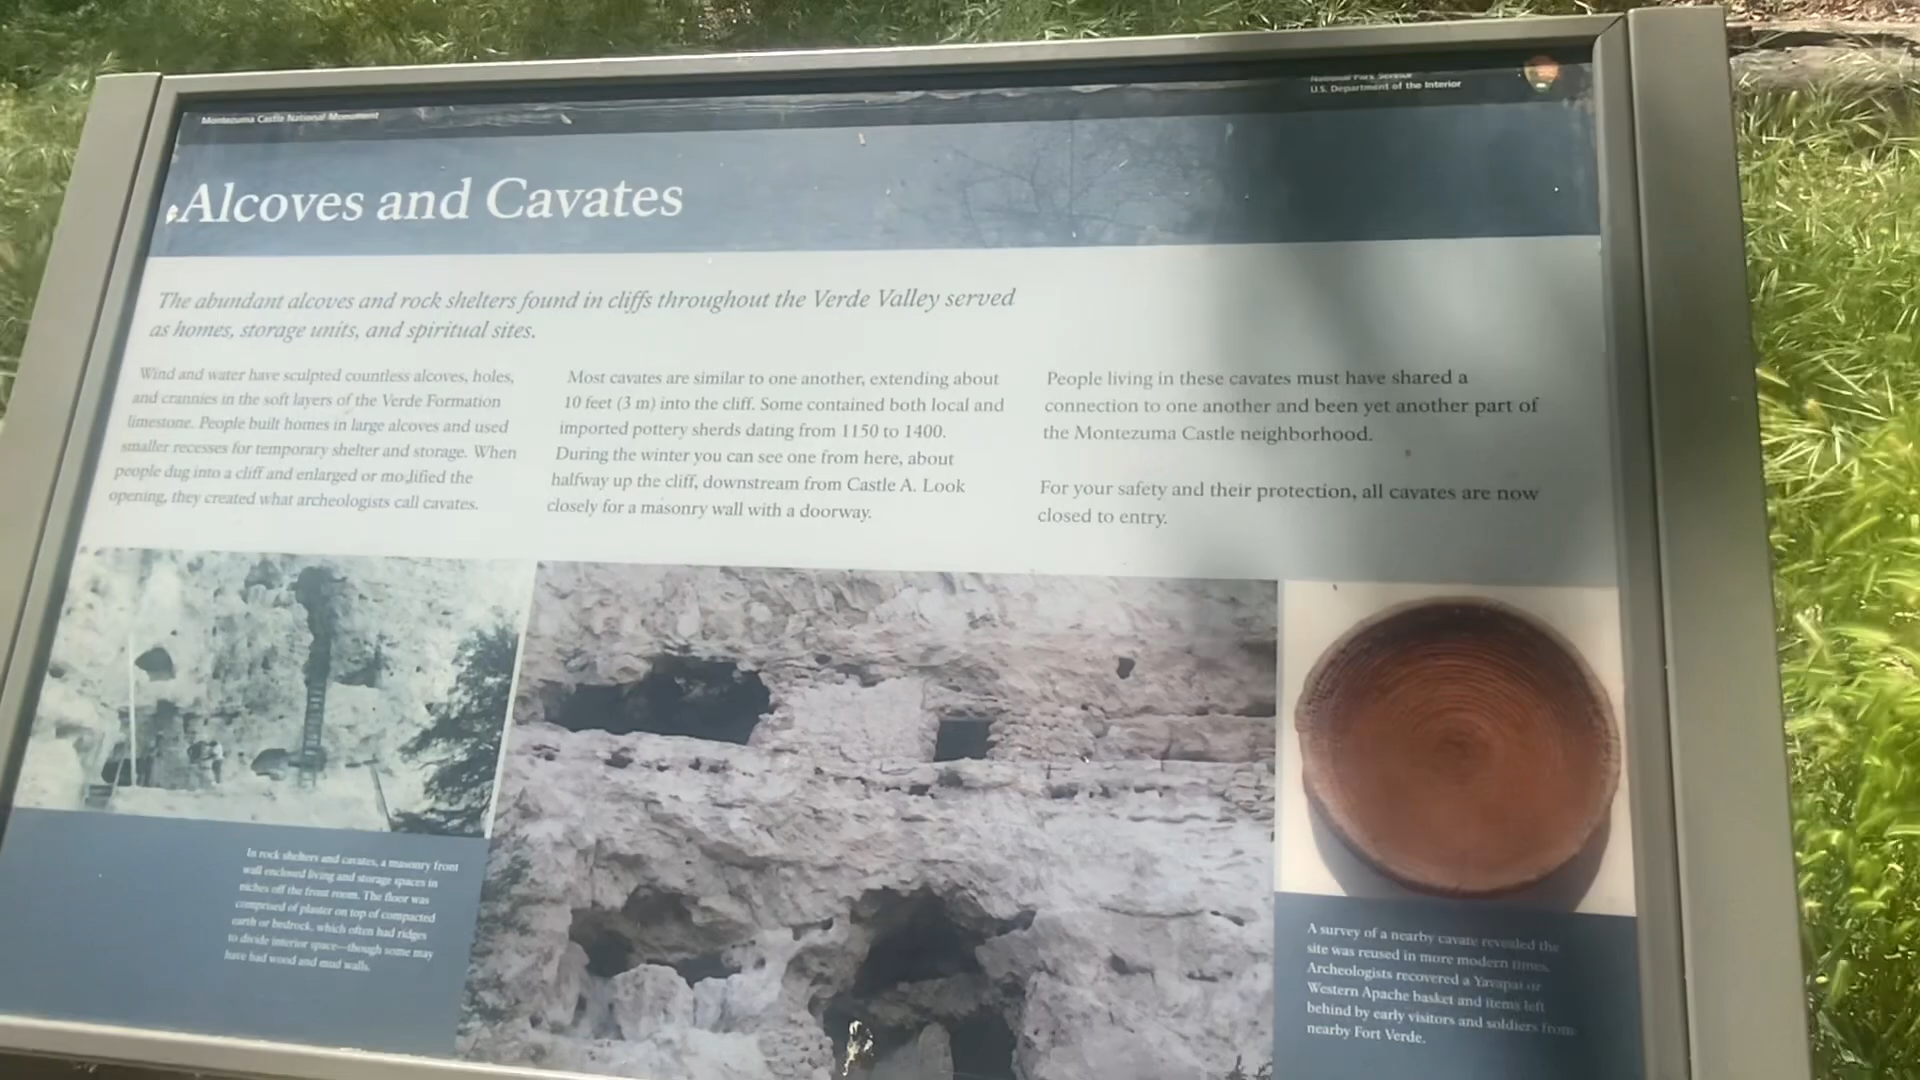 Montezuma Castle National Monument
National Park Service
U.S. Department of the Interior
Alcoves and Cavates
The abundant alcoves and rock shelters found in cliffs throughout the Verde Valley served
as homes, storage units, and spiritual sites.
Wind and water have sculpted countless alcoves, holes,
and crannies in the soft layers of the Verde Formation
limestone. People built homes in large alcoves and used
smaller recesses for temporary shelter and storage. When
people dug into a cliff and enlarged or modified the
opening, they created what archeologists call cavates.
Most cavates are similar to one another, extending about
10 feet (3 m) into the cliff. Some contained both local and
imported pottery sherds dating from 1150 to 1400.
During the winter you can see one from here, about
halfway up the cliff, downstream from Castle A. Look
closely for a masonry wall with a doorway.
People living in these cavates must have shared a
connection to one another and been yet another part of
the Montezuma Castle neighborhood.
For your safety and their protection, all cavates are now
closed to entry.
In rock shelters and cavates, a masonry front
wall enclosed living and storage spaces in
niches off the front room. The floor was
comprised of plaster on top of compacted
earth or bedrock, which often had ridges
to divide interior space—though some may
have had wood and mud walls.
A survey of a nearby cavate revealed the
site was reused in more modern times.
Archeologists recovered a Yavapai or
Western Apache basket and items left
behind by early visitors and soldiers from
nearby Fort Verde.